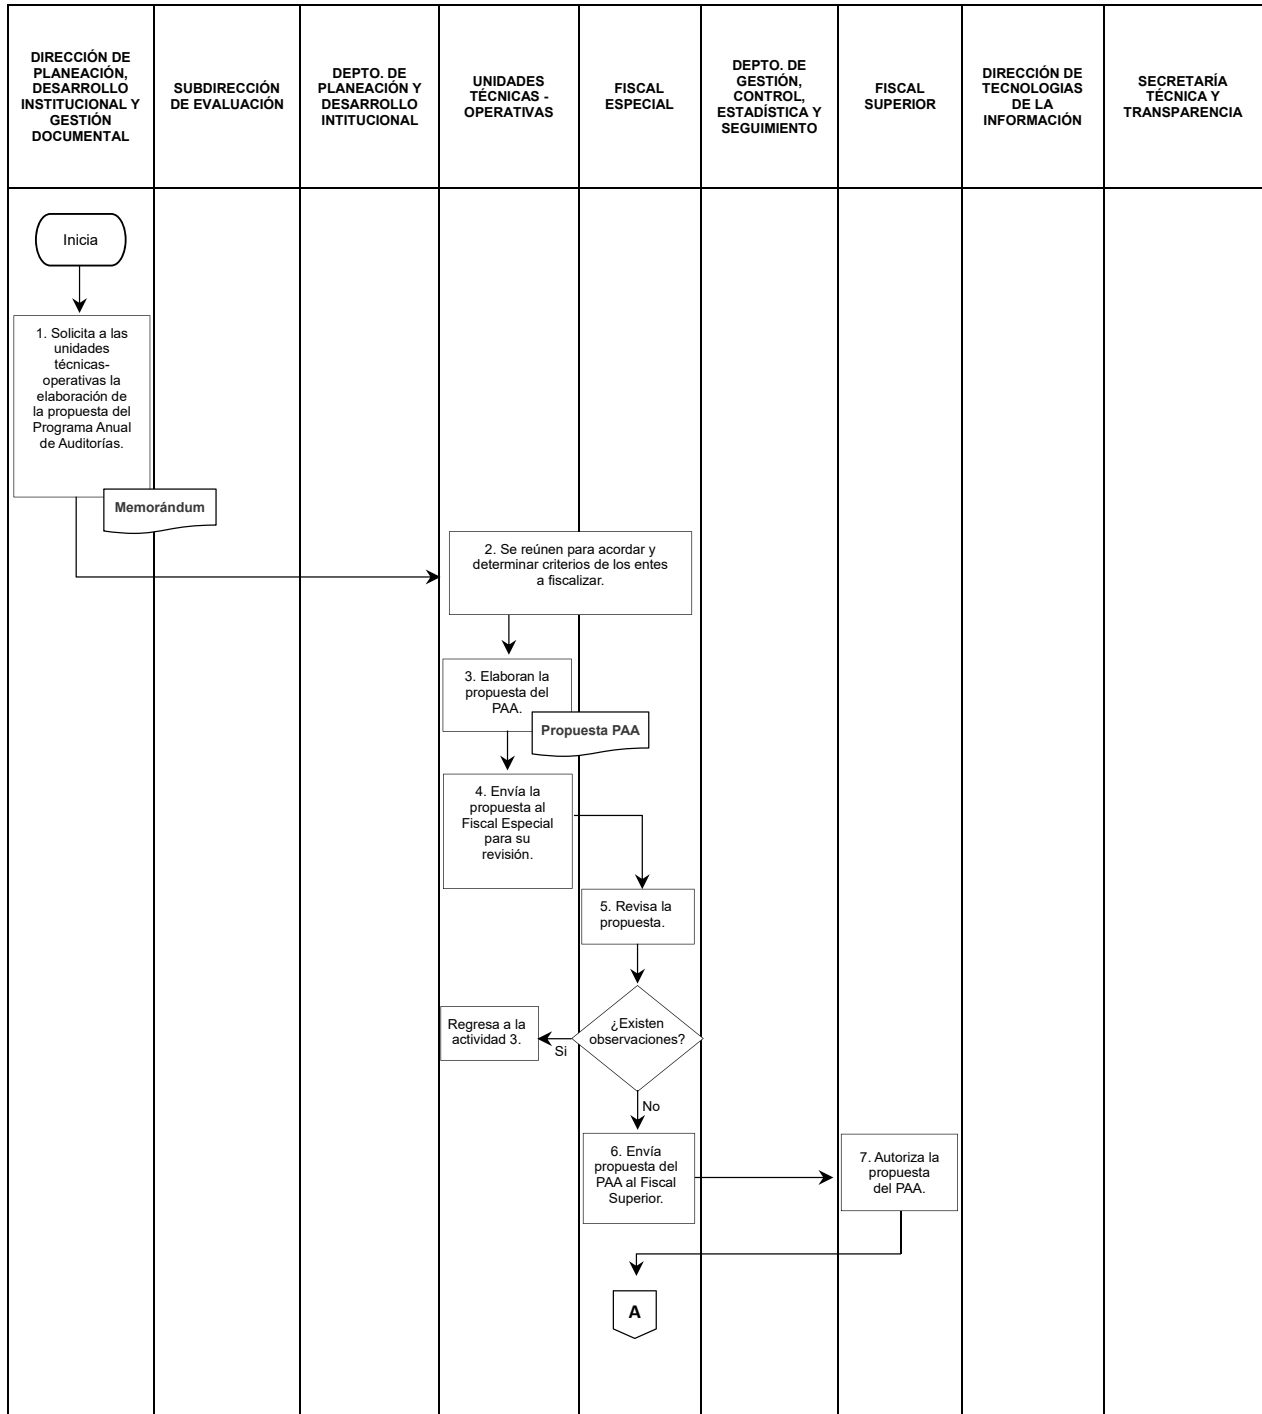 DIRECCIÓN DE
PLANEACIÓN,
DESARROLLO
INSTITUCIONAL Y
GESTIÓN
DOCUMENTAL
SUBDIRECCIÓN
DE EVALUACIÓN
DEPTO. DE
PLANEACIÓN Y
DESARROLLO
INTITUCIONAL
UNIDADES
TÉCNICAS -
OPERATIVAS
FISCAL
ESPECIAL
DEPTO. DE
GESTIÓN,
CONTROL,
ESTADÍSTICA Y
SEGUIMIENTO
FISCAL
SUPERIOR
DIRECCIÓN DE
TECNOLOGIAS
DE LA
INFORMACIÓN
SECRETARÍA
TÉCNICA Y
TRANSPARENCIA
Inicia
1. Solicita a las
unidades
técnicas-
operativas la
elaboración de
la propuesta del
Programa Anual
de Auditorías.
Memorándum
2. Se reúnen para acordar y
determinar criterios de los entes
a fiscalizar.
3. Elaboran la
propuesta del
PAA.
Propuesta PAA
4. Envía la
propuesta al
Fiscal Especial
para su
revisión.
5. Revisa la
propuesta.
¿Existen
observaciones?
Si
Regresa a la
actividad 3.
No
6. Envía
propuesta del
PAA al Fiscal
Superior.
7. Autoriza la
propuesta
del PAA.
A